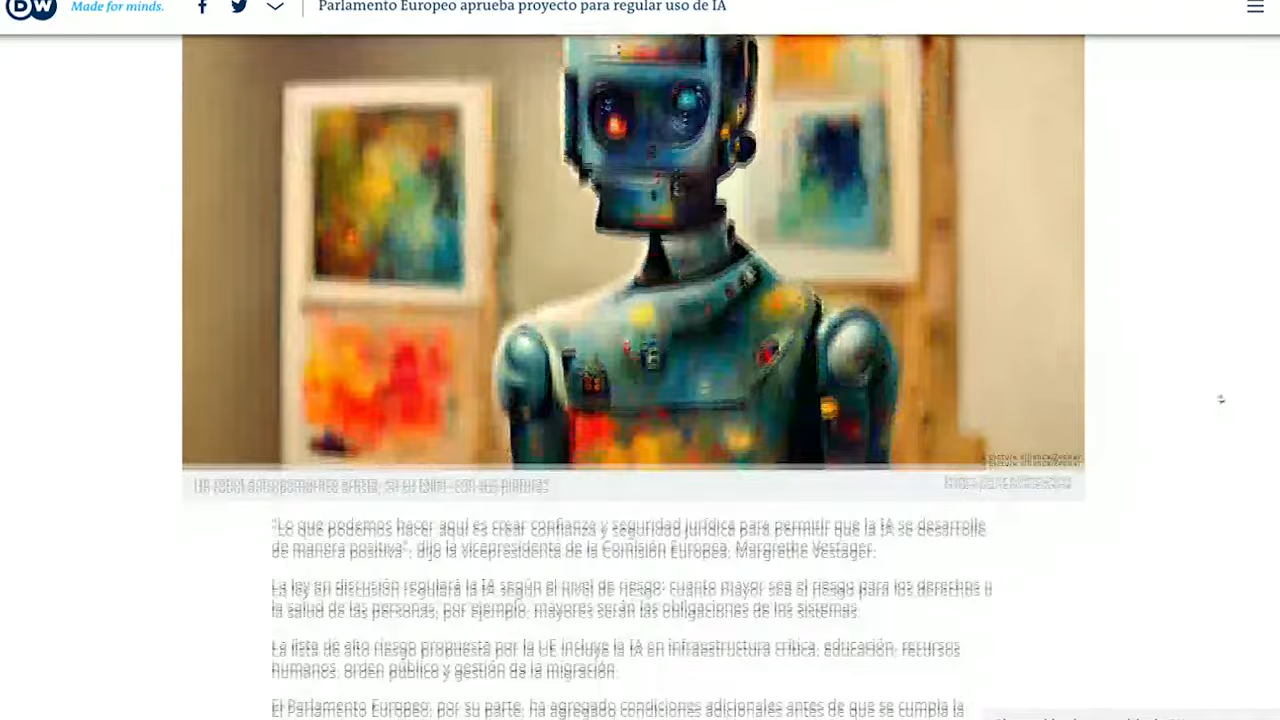 DW Made for minds. Parlamento Europeo aprueba proyecto para regular uso de IA
"Lo que podemos hacer aquí es crear confianza y seguridad jurídica para permitir que la IA se desarrolle
de manera positiva", dijo la vicepresidenta de la Comisión Europea, Margrethe Vestager.
La ley en discusión regulará la IA según el nivel de riesgo: cuanto mayor sea el riesgo para los derechos o
la salud de las personas, por ejemplo, mayores serán las obligaciones de los sistemas.
La lista de alto riesgo propuesta por la UE incluye la IA en infraestructura crítica, educación, recursos
humanos, orden público y gestión de la migración.
El Parlamento Europeo, por su parte, ha agregado condiciones adicionales antes de que se cumpla la